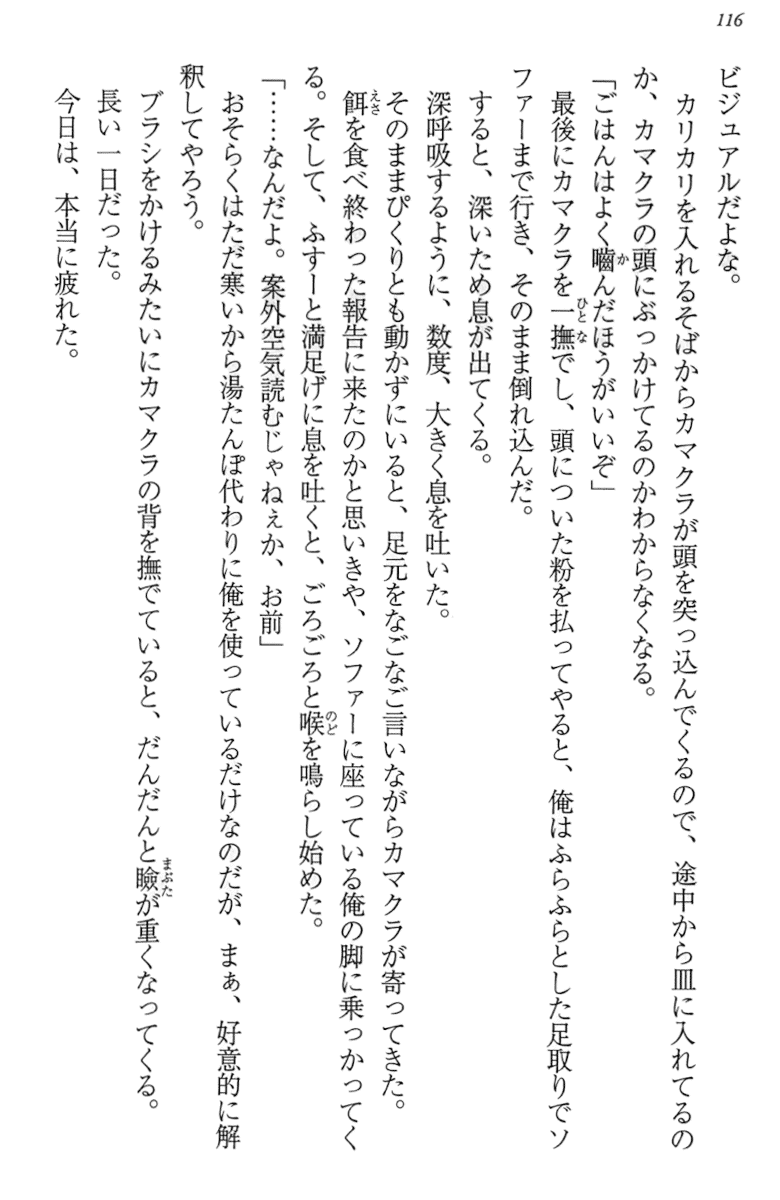 116
ビジュアルだよな。
　カリカリを入れるそばからカマクラが頭を突っ込んでくるので、途中から皿に入れてるの
か、カマクラの頭にぶっかけてるのかわからなくなる。
「ごはんはよく嚙んだほうがいいぞ」
　最後にカマクラを一撫でし、頭についた粉を払ってやると、俺はふらふらとした足取りでソ
ファーまで行き、そのまま倒れ込んだ。
　すると、深いため息が出てくる。
　深呼吸するように、数度、大きく息を吐いた。
　そのままぴくりとも動かずにいると、足元をなごなご言いながらカマクラが寄ってきた。
　餌を食べ終わった報告に来たのかと思いきや、ソファーに座っている俺の脚に乗っかってく
る。そして、ふすーと満足げに息を吐くと、ごろごろと喉を鳴らし始めた。
「……なんだよ。案外空気読むじゃねぇか、お前」
　おそらくはただ寒いから湯たんぽ代わりに俺を使っているだけなのだが、まぁ、好意的に解
釈してやろう。
　ブラシをかけるみたいにカマクラの背を撫でていると、だんだんと瞼が重くなってくる。
　長い一日だった。
　今日は、本当に疲れた。